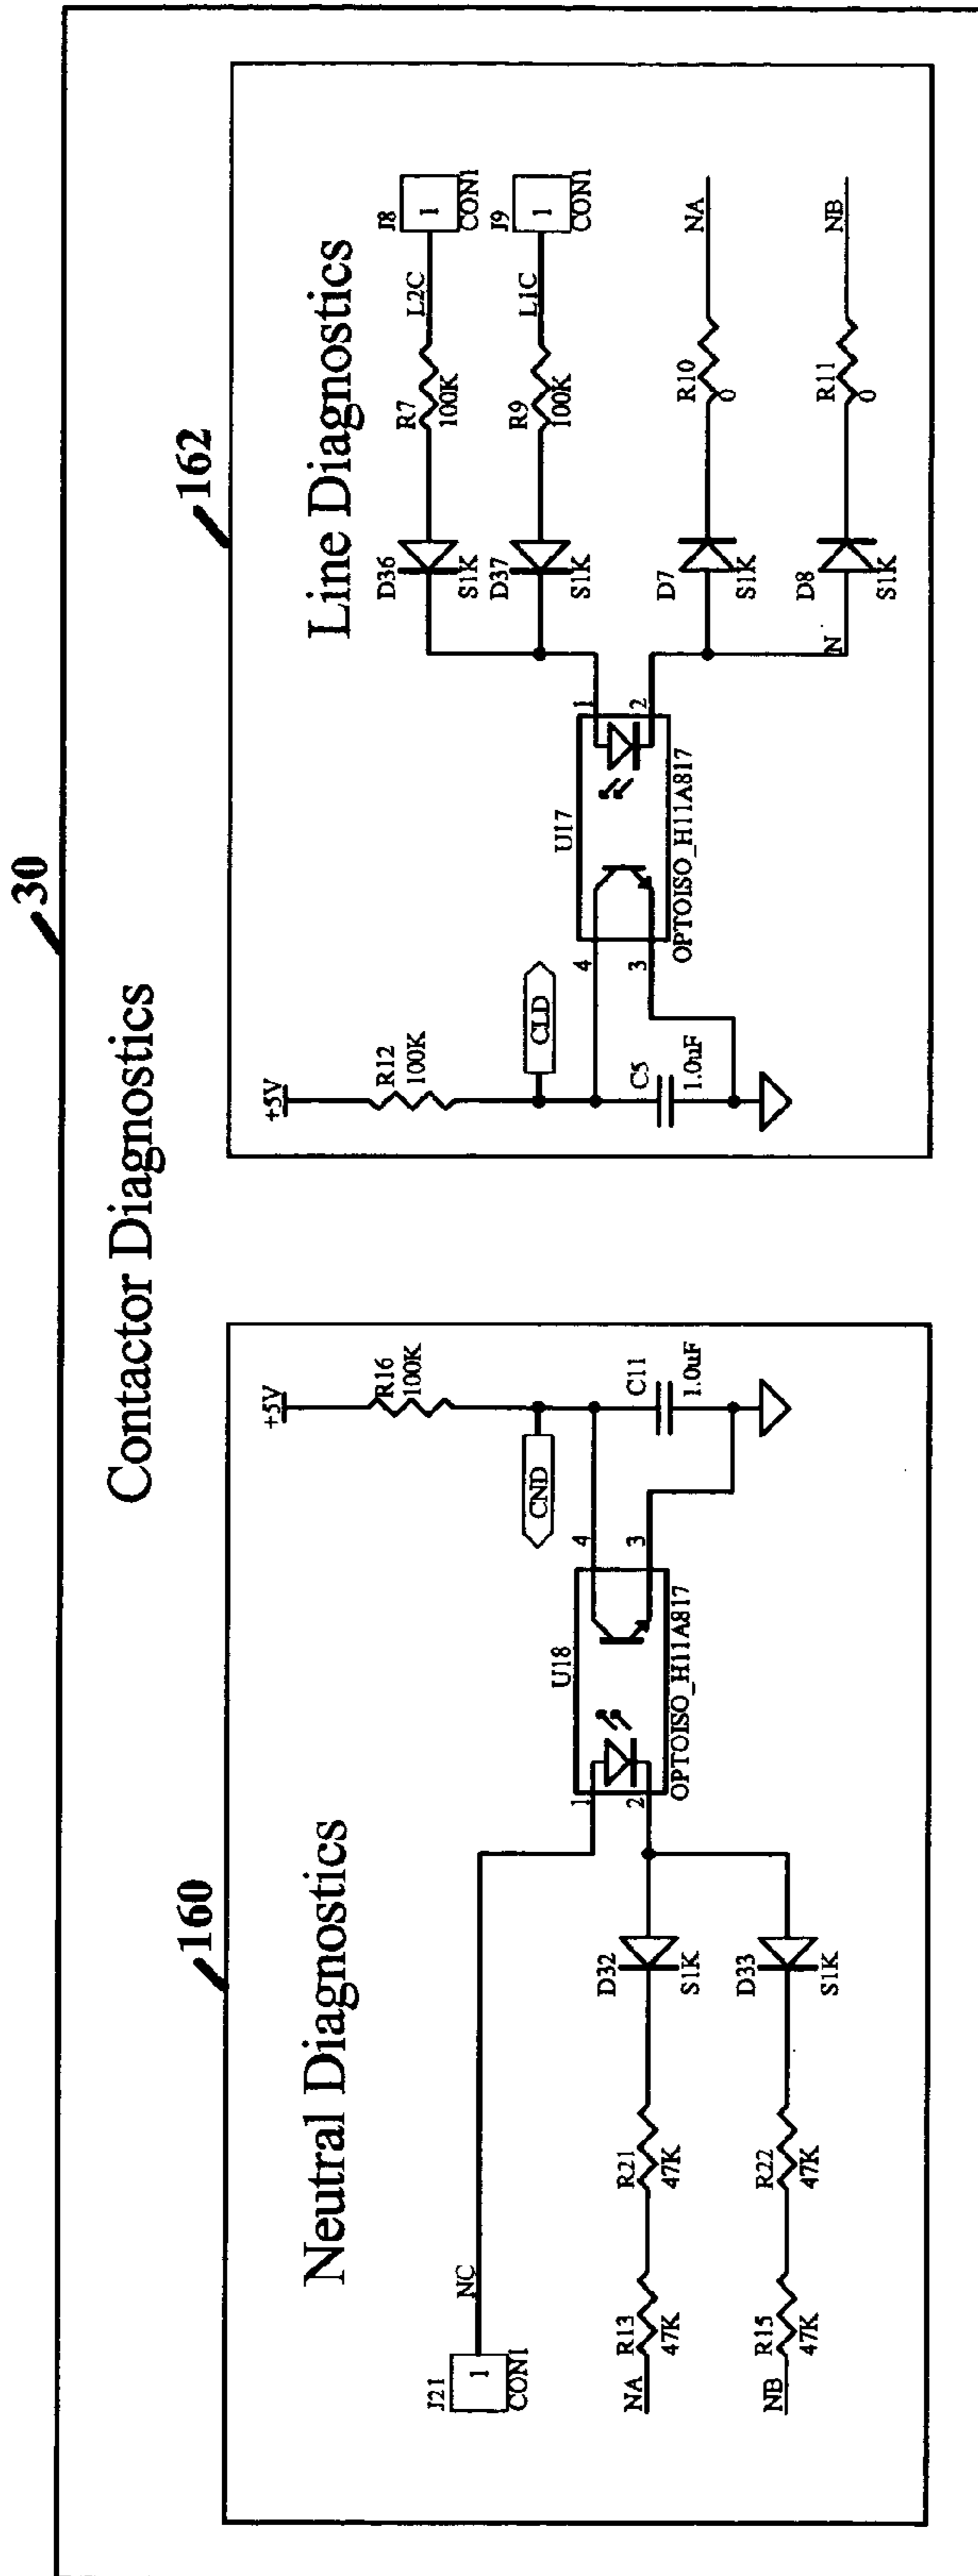 30
Contactor Diagnostics
160
Neutral Diagnostics
J21
1
CON1
NC
NA
R13
47K
R21
47K
D32
S1K
NB
R15
47K
R22
47K
D33
S1K
1
2
U18
OPTOISO_H11A817
4
3
CND
+5V
R16
100K
C11
1.0uF
162
Line Diagnostics
+5V
R12
100K
CLD
C5
1.0uF
4
3
U17
OPTOISO_H11A817
1
2
D36
S1K
R7
100K
L2C
J8
1
CON1
D37
S1K
R9
100K
L1C
J9
1
CON1
D7
S1K
R10
0
NA
N
D8
S1K
R11
0
NB